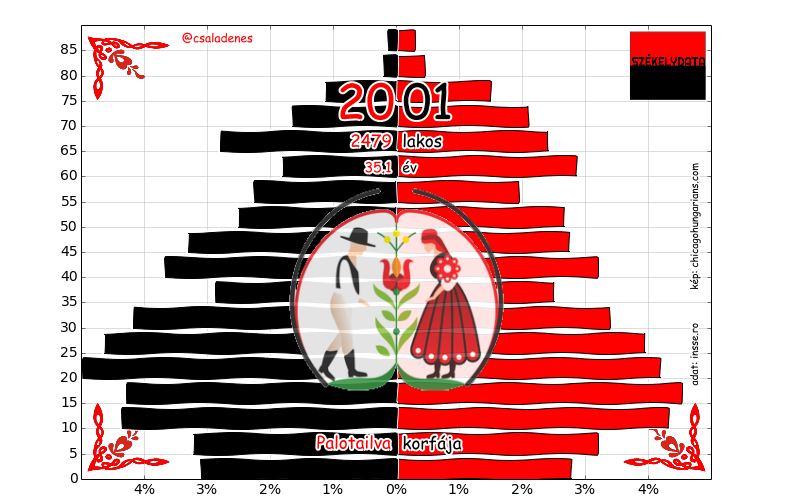 @csaladenes
SZÉKELYDATA
2001
2479 lakos
35.1 év
kép: chicagohungarians.com
adat: insse.ro
Palotailva korfája
85
80
75
70
65
60
55
50
45
40
35
30
25
20
15
10
5
0
4% 3% 2% 1% 0% 1% 2% 3% 4%